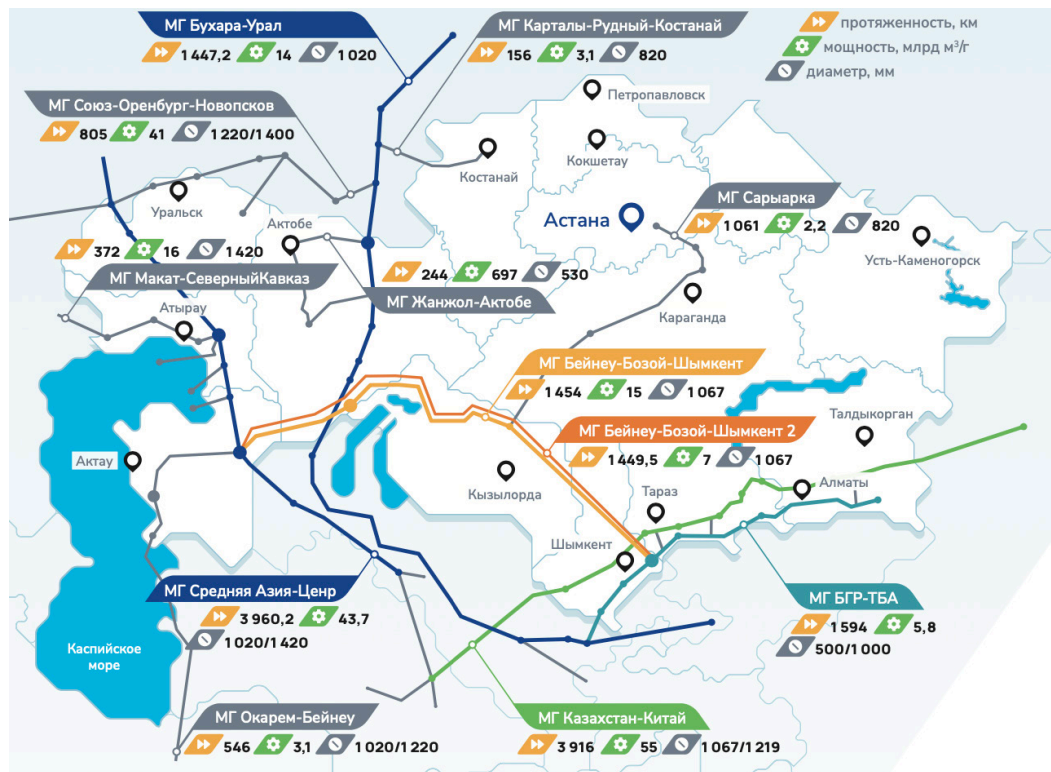 МГ Бухара-Урал
1 447,2 14 1 020
МГ Карталы-Рудный-Костанай
156 3,1 820
протяженность, км
мощность, млрд м³/г
диаметр, мм
МГ Союз-Оренбург-Новопсков
805 41 1 220/1 400
Петропавловск
Кокшетау
Костанай
Уральск
Актобе
Астана
МГ Сарыарка
1 061 2,2 820
Усть-Каменогорск
372 16 1 420
МГ Макат-СеверныйКавказ
244 697 530
МГ Жанжол-Актобе
Атырау
Караганда
МГ Бейнеу-Бозой-Шымкент
1 454 15 1 067
МГ Бейнеу-Бозой-Шымкент 2
1 449,5 7 1 067
Талдыкорган
Актау
Кызылорда
Тараз
Алматы
Шымкент
МГ Средняя Азия-Ценр
3 960,2 43,7
1 020/1 420
МГ БГР-ТБА
1 594 5,8
500/1 000
Каспийское
море
МГ Окарем-Бейнеу
546 3,1 1 020/1 220
МГ Казахстан-Китай
3 916 55 1 067/1 219